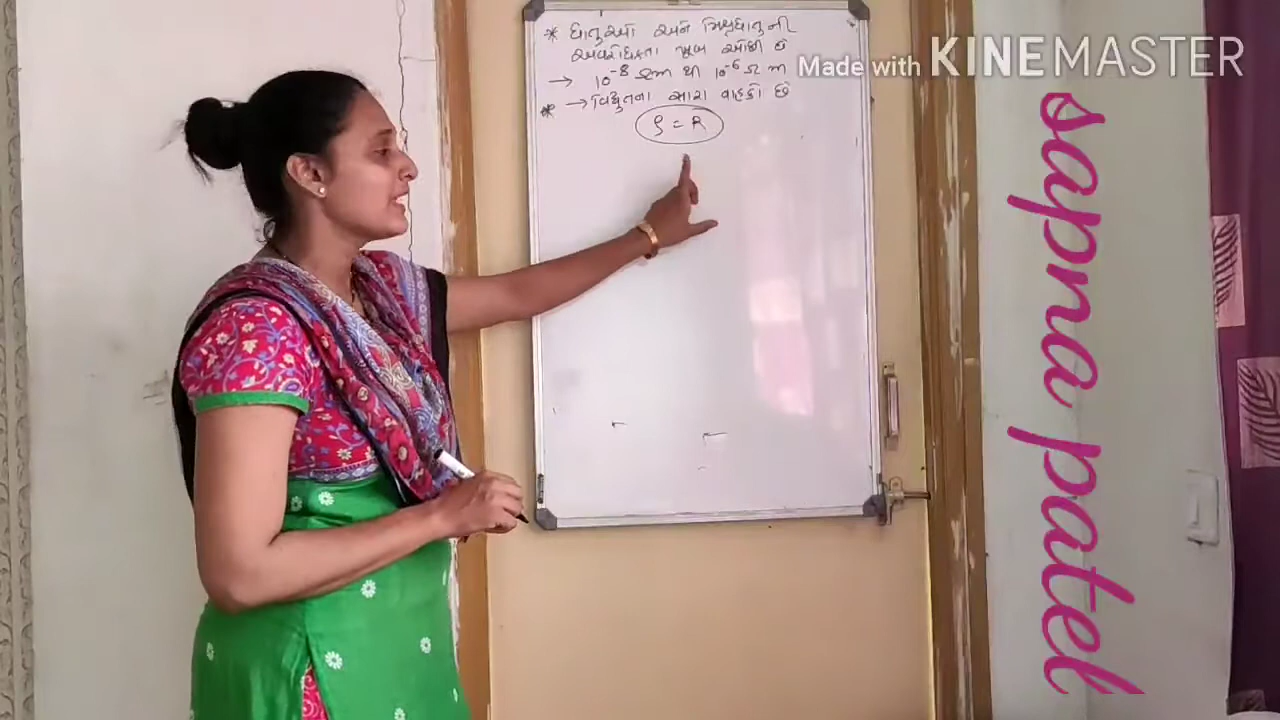 * ધાતુઓ અને મિશ્રધાતુની
અવરોધકતા ખૂબ ઓછી છે
→ 10⁻⁸ Ωm થી 10⁻⁶ Ωm
* → વિદ્યુતના સારા વાહકો છે
ρ = R
Made with KINEMASTER
sapna patel